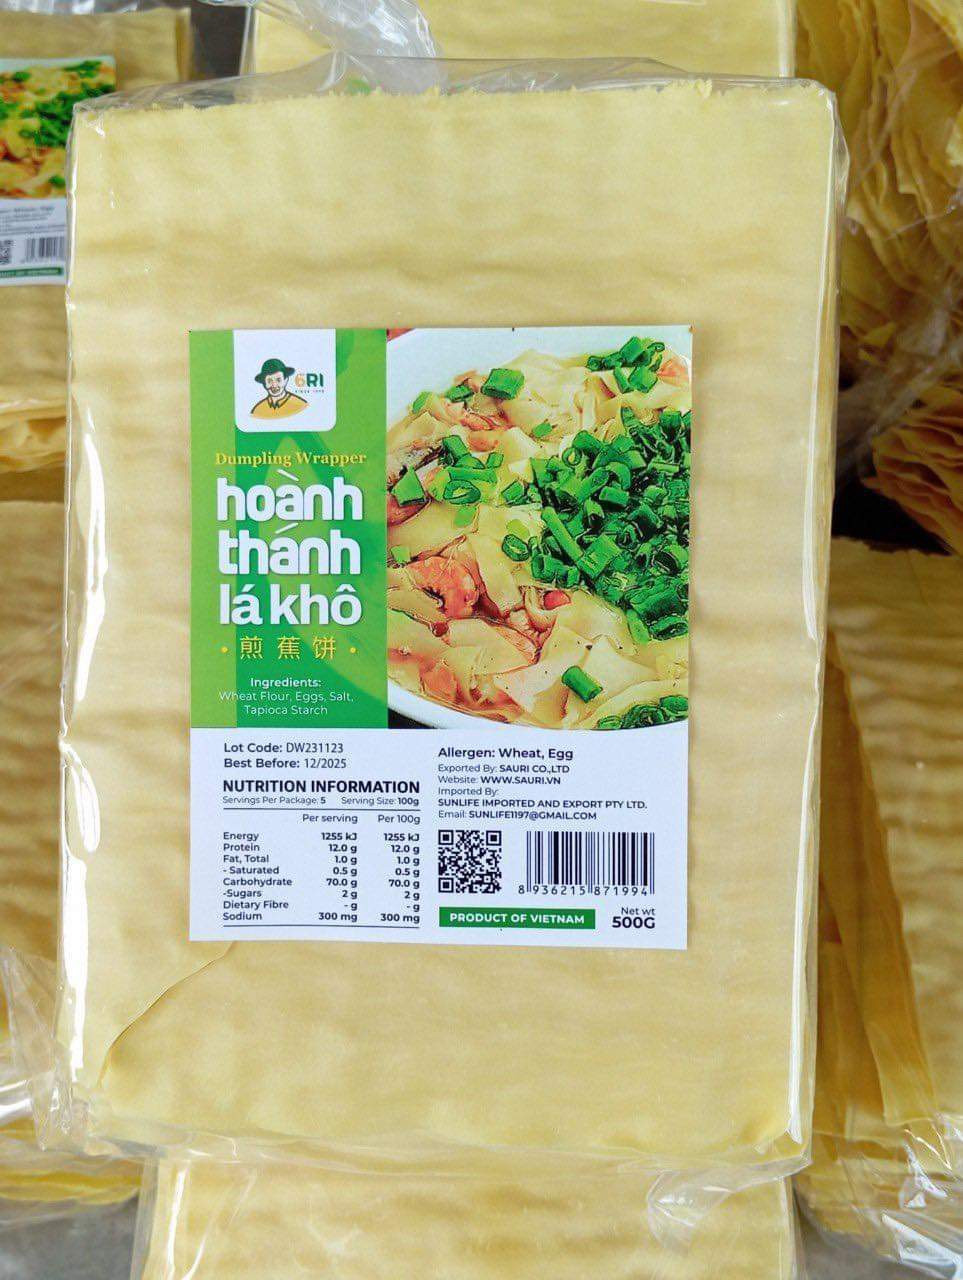 6RI
SINCE 1998
Dumpling Wrapper
hoành
thánh
lá khô
• 煎 蕉 饼 •
Ingredients:
Wheat Flour, Eggs, Salt,
Tapioca Starch
Lot Code: DW231123
Best Before: 12/2025
NUTRITION INFORMATION
Servings Per Package: 5 Serving Size: 100g
Per serving Per 100g
Energy 1255 kJ 1255 kJ
Protein 12.0 g 12.0 g
Fat, Total 1.0 g 1.0 g
- Saturated 0.5 g 0.5 g
Carbohydrate 70.0 g 70.0 g
-Sugars 2 g 2 g
Dietary Fibre - g - g
Sodium 300 mg 300 mg
Allergen: Wheat, Egg
Exported By: SAURI CO.,LTD
Website: WWW.SAURI.VN
Imported By:
SUNLIFE IMPORTED AND EXPORT PTY LTD.
Email: SUNLIFE1197@GMAIL.COM
8 936215 871994
PRODUCT OF VIETNAM
Net wt
500G